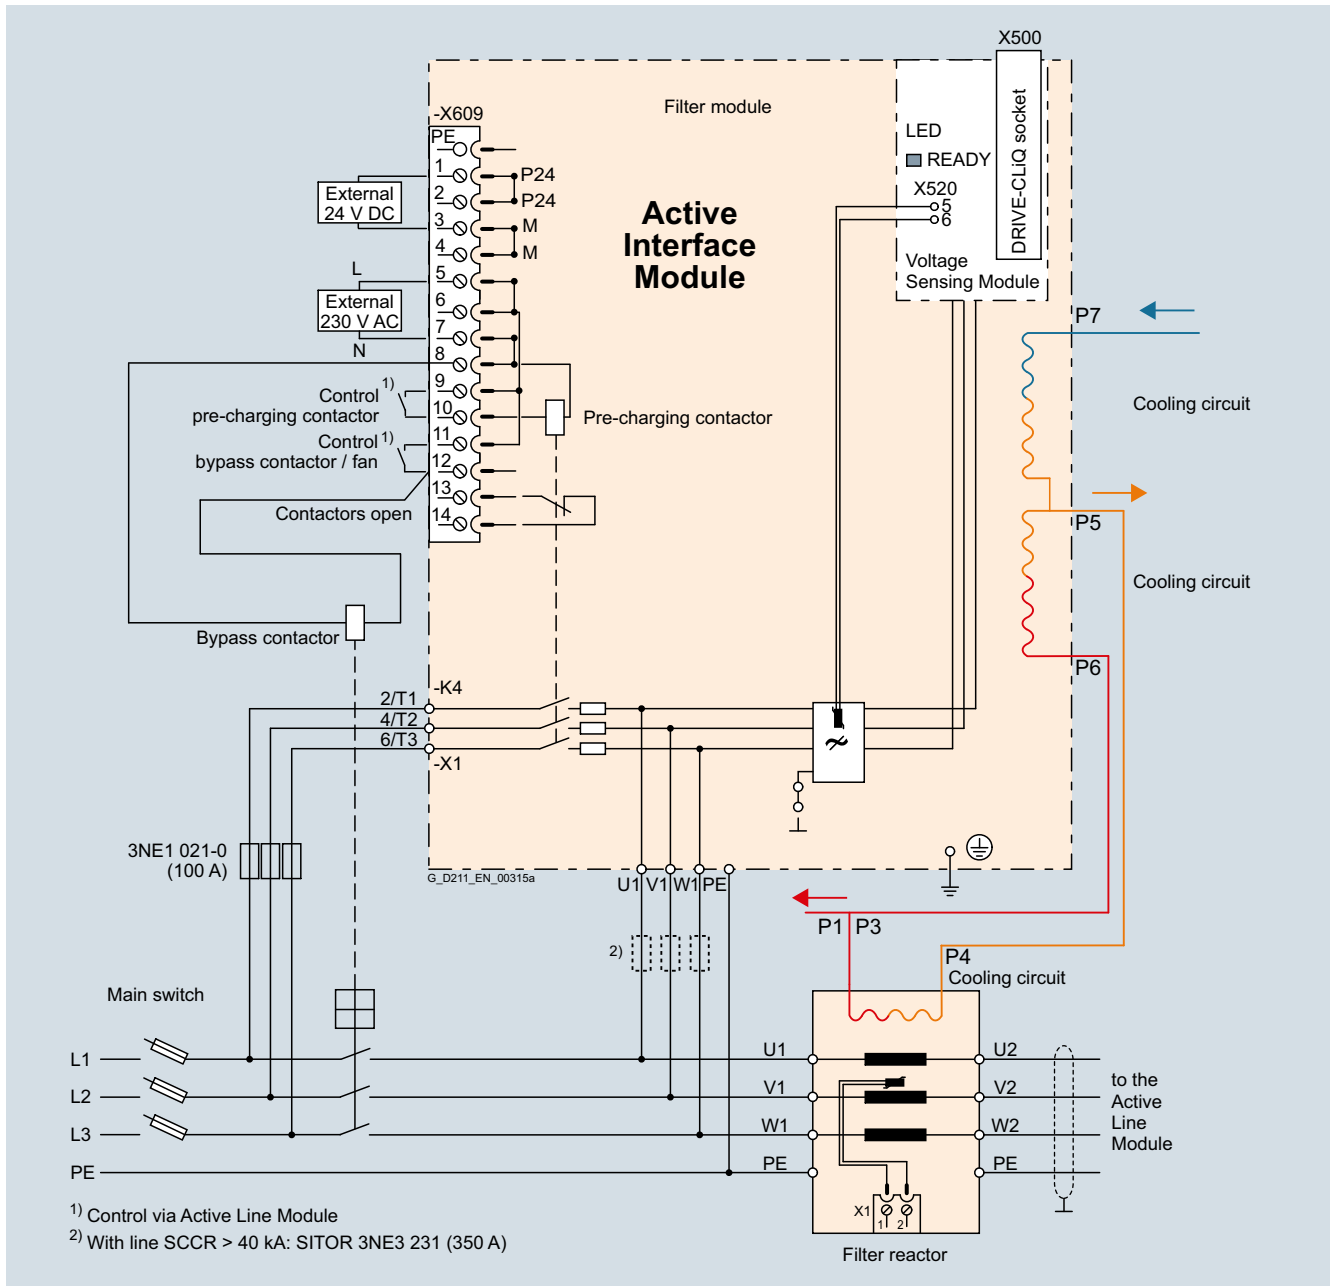 X500
-X609
Filter module
DRIVE-CLiQ socket
LED
READY
X520
5
6
Voltage
Sensing Module
Active
Interface
Module
PE
1
2
3
4
5
6
7
8
9
10
11
12
13
14
P24
P24
M
M
External
24 V DC
L
External
230 V AC
N
Control 1)
pre-charging contactor
Control 1)
bypass contactor / fan
Contactors open
Pre-charging contactor
Bypass contactor
P7
Cooling circuit
P5
Cooling circuit
P6
-K4
2/T1
4/T2
6/T3
-X1
3NE1 021-0
(100 A)
G_D211_EN_00315a
U1 V1 W1 PE
2)
P1 P3
P4
Cooling circuit
Main switch
L1
L2
L3
PE
U1
V1
W1
PE
U2
V2
W2
PE
to the
Active
Line
Module
X1
1 2
Filter reactor
1) Control via Active Line Module
2) With line SCCR > 40 kA: SITOR 3NE3 231 (350 A)